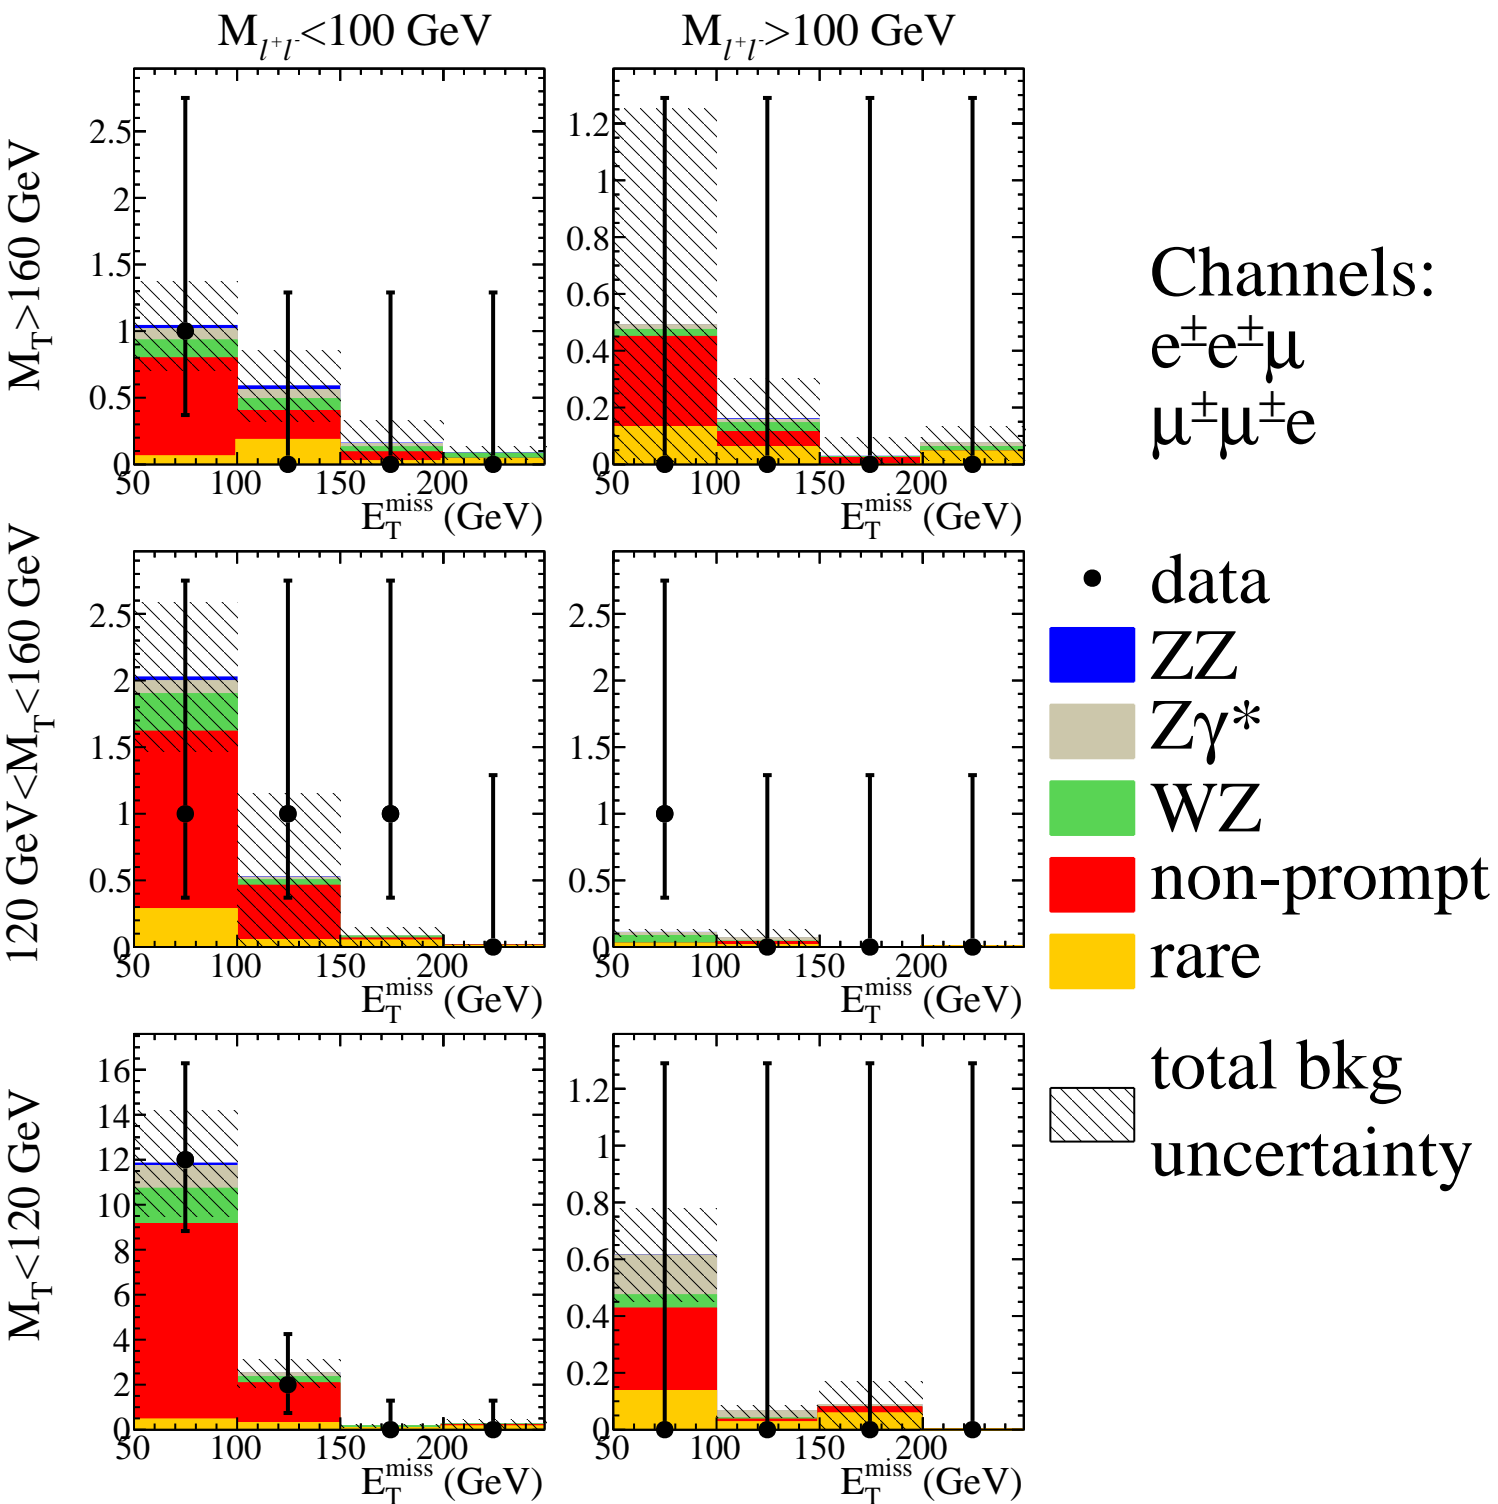 M_l⁺l⁻<100 GeV
M_l⁺l⁻>100 GeV
M_T>160 GeV
2.5
2
1.5
1
0.5
0
50 100 150 200
E_T^miss (GeV)
1.2
1
0.8
0.6
0.4
0.2
0
50 100 150 200
E_T^miss (GeV)
120 GeV<M_T<160 GeV
2.5
2
1.5
1
0.5
0
50 100 150 200
E_T^miss (GeV)
2.5
2
1.5
1
0.5
0
50 100 150 200
E_T^miss (GeV)
M_T<120 GeV
16
14
12
10
8
6
4
2
0
50 100 150 200
E_T^miss (GeV)
1.2
1
0.8
0.6
0.4
0.2
0
50 100 150 200
E_T^miss (GeV)
Channels:
e±e±μ
μ±μ±e
data
ZZ
Zγ*
WZ
non-prompt
rare
total bkg
uncertainty